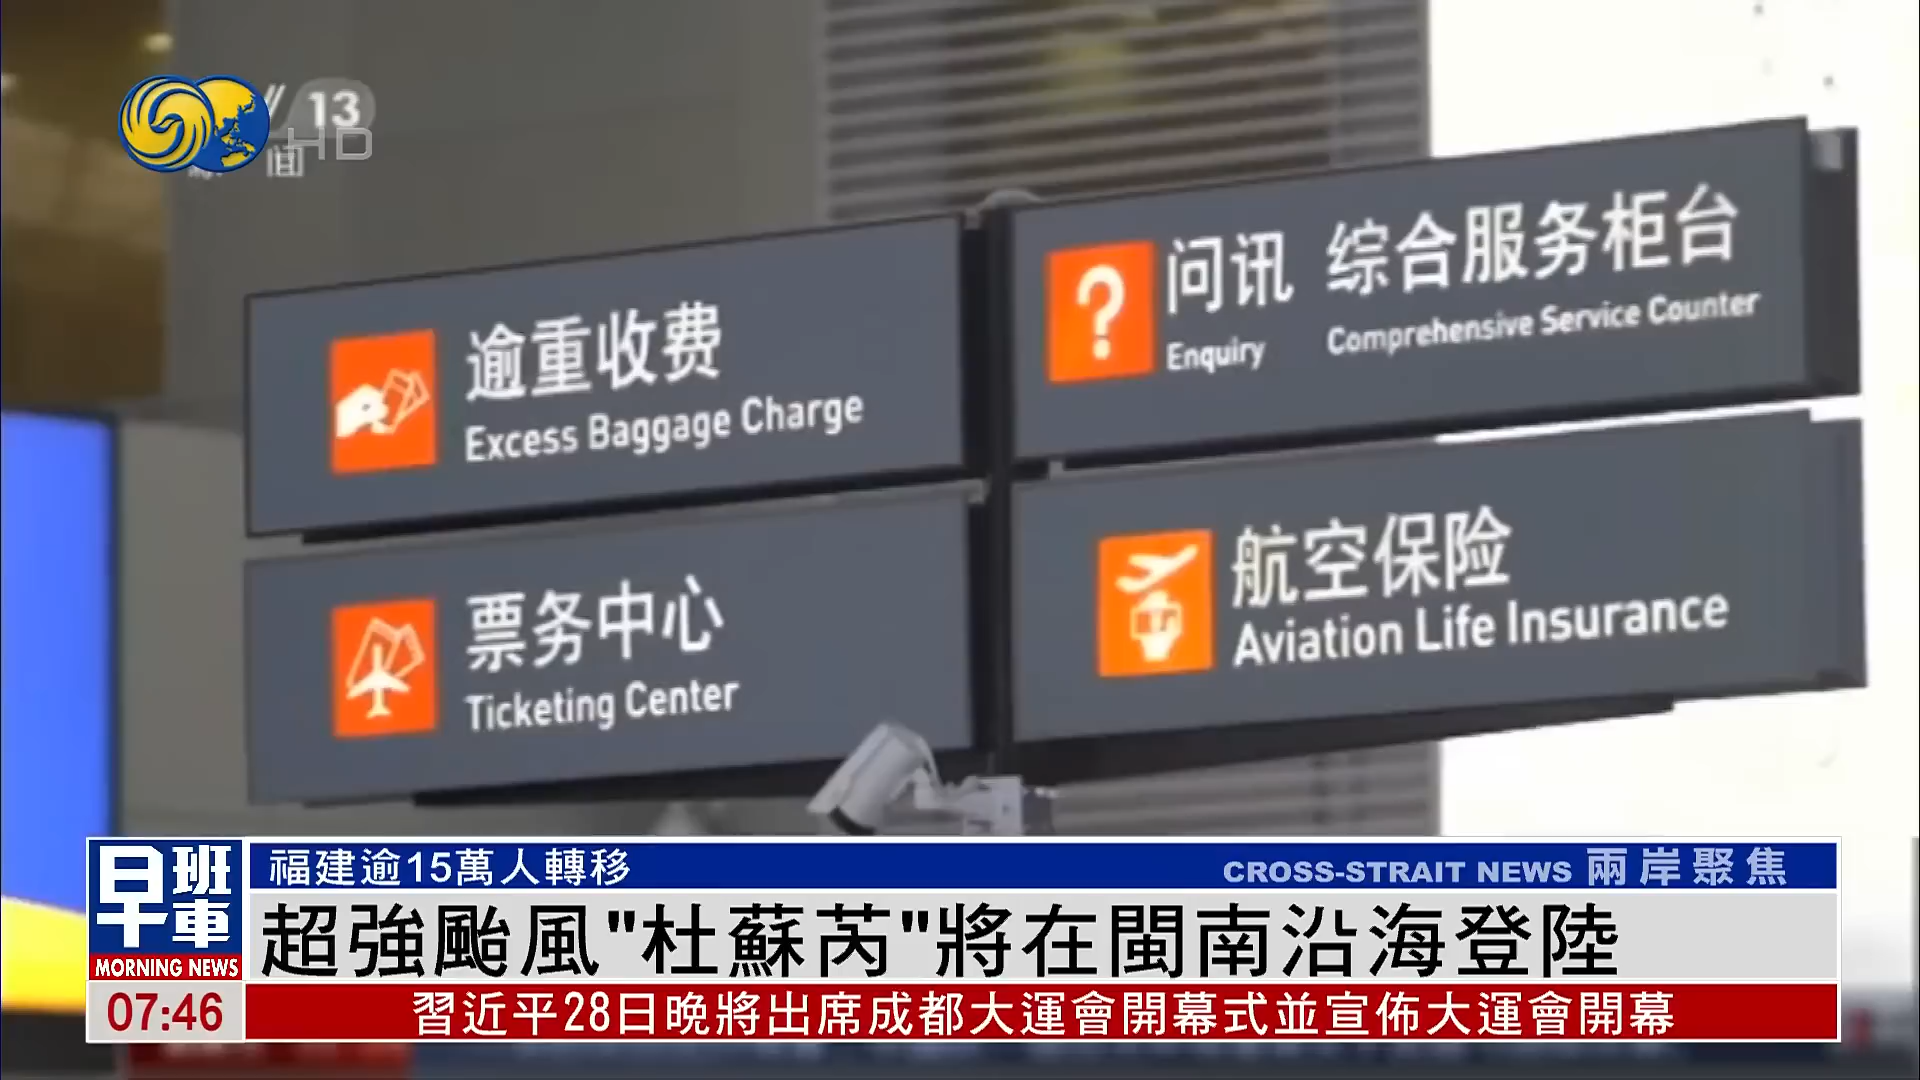 13
HD
闻
问讯 综合服务柜台
Enquiry Comprehensive Service Counter
逾重收费
Excess Baggage Charge
航空保险
Aviation Life Insurance
票务中心
Ticketing Center
早班車
MORNING NEWS
07:46
福建逾15萬人轉移
CROSS-STRAIT NEWS 兩岸聚焦
超強颱風"杜蘇芮"將在閩南沿海登陸
習近平28日晚將出席成都大運會開幕式並宣佈大運會開幕